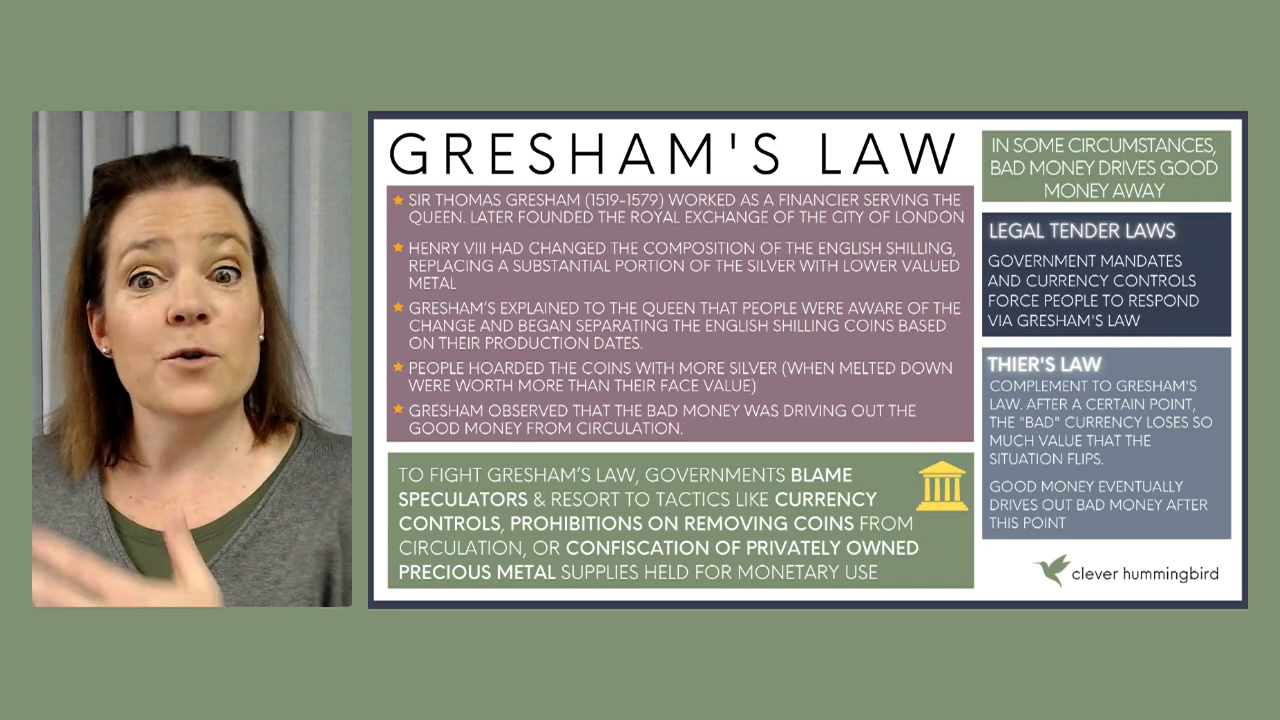 GRESHAM'S LAW
SIR THOMAS GRESHAM (1519-1579) WORKED AS A FINANCIER SERVING THE
QUEEN. LATER FOUNDED THE ROYAL EXCHANGE OF THE CITY OF LONDON
HENRY VIII HAD CHANGED THE COMPOSITION OF THE ENGLISH SHILLING,
REPLACING A SUBSTANTIAL PORTION OF THE SILVER WITH LOWER VALUED
METAL
GRESHAM'S EXPLAINED TO THE QUEEN THAT PEOPLE WERE AWARE OF THE
CHANGE AND BEGAN SEPARATING THE ENGLISH SHILLING COINS BASED
ON THEIR PRODUCTION DATES.
PEOPLE HOARDED THE COINS WITH MORE SILVER (WHEN MELTED DOWN
WERE WORTH MORE THAN THEIR FACE VALUE)
GRESHAM OBSERVED THAT THE BAD MONEY WAS DRIVING OUT THE
GOOD MONEY FROM CIRCULATION.
TO FIGHT GRESHAM'S LAW, GOVERNMENTS BLAME
SPECULATORS & RESORT TO TACTICS LIKE CURRENCY
CONTROLS, PROHIBITIONS ON REMOVING COINS FROM
CIRCULATION, OR CONFISCATION OF PRIVATELY OWNED
PRECIOUS METAL SUPPLIES HELD FOR MONETARY USE
IN SOME CIRCUMSTANCES,
BAD MONEY DRIVES GOOD
MONEY AWAY
LEGAL TENDER LAWS
GOVERNMENT MANDATES
AND CURRENCY CONTROLS
FORCE PEOPLE TO RESPOND
VIA GRESHAM'S LAW
THIER'S LAW
COMPLEMENT TO GRESHAM'S
LAW. AFTER A CERTAIN POINT,
THE "BAD" CURRENCY LOSES SO
MUCH VALUE THAT THE
SITUATION FLIPS.
GOOD MONEY EVENTUALLY
DRIVES OUT BAD MONEY AFTER
THIS POINT
clever hummingbird